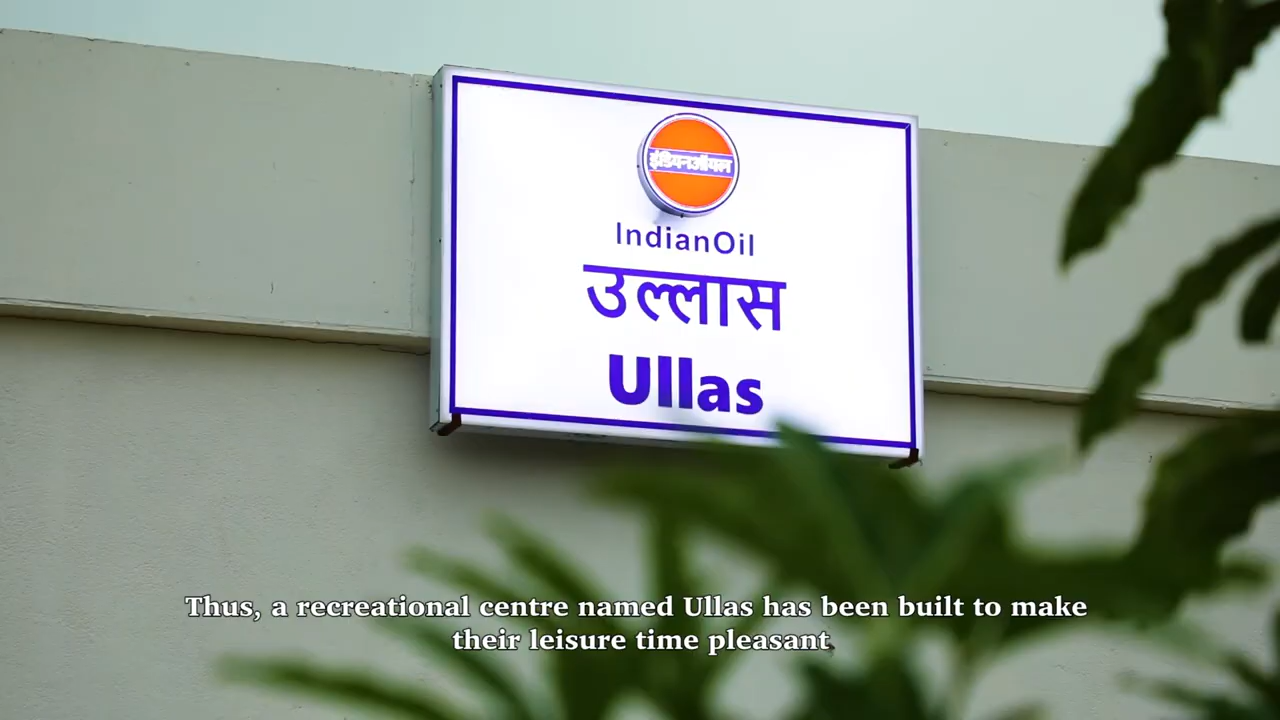 इंडियनऑयल
IndianOil
उल्लास
Ullas
Thus, a recreational centre named Ullas has been built to make
their leisure time pleasant